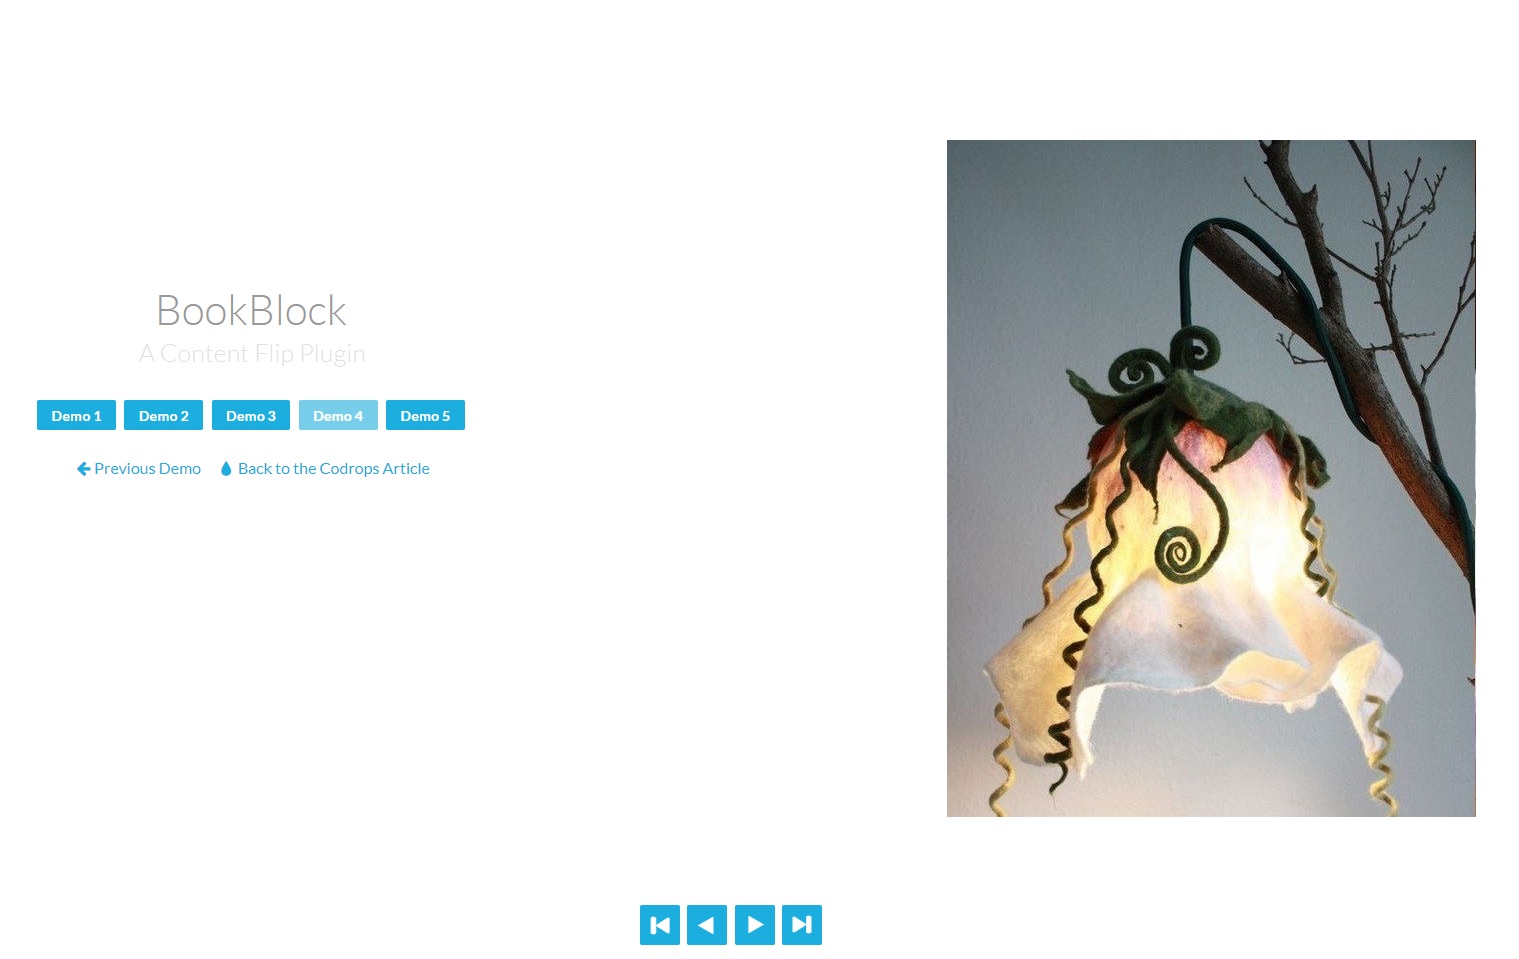 BookBlock
A Content Flip Plugin
Demo 1 Demo 2 Demo 3 Demo 4 Demo 5
Previous Demo Back to the Codrops Article